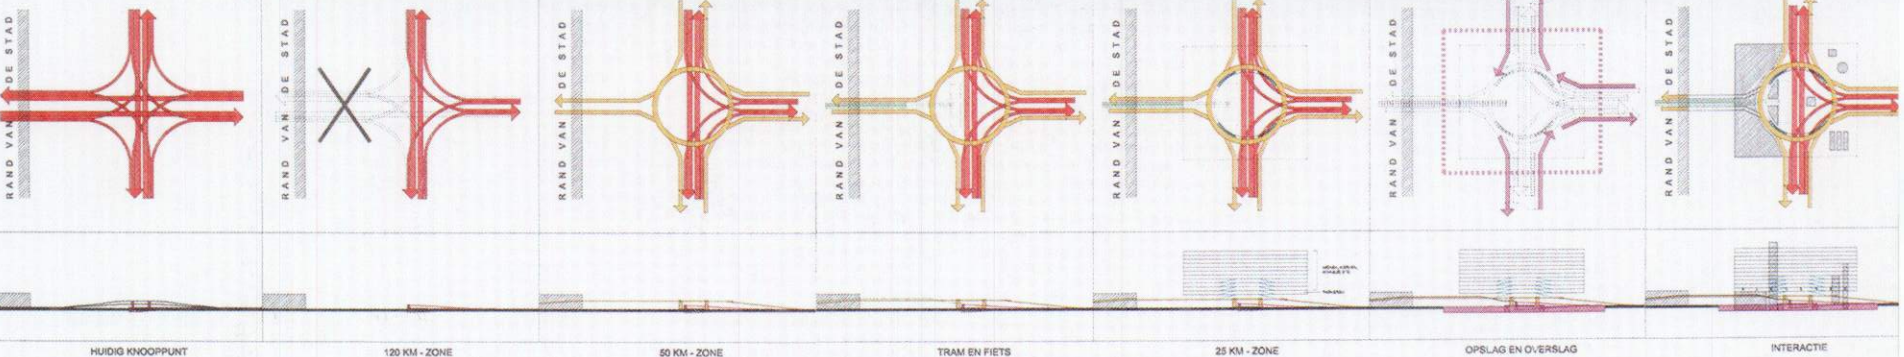 RAND VAN DE STAD
RAND VAN DE STAD
RAND VAN DE STAD
RAND VAN DE STAD
RAND VAN DE STAD
RAND VAN DE STAD
RAND VAN DE STAD
HUIDIG KNOOPPUNT
120 KM - ZONE
50 KM - ZONE
TRAM EN FIETS
25 KM - ZONE
OPSLAG EN OVERSLAG
INTERACTIE